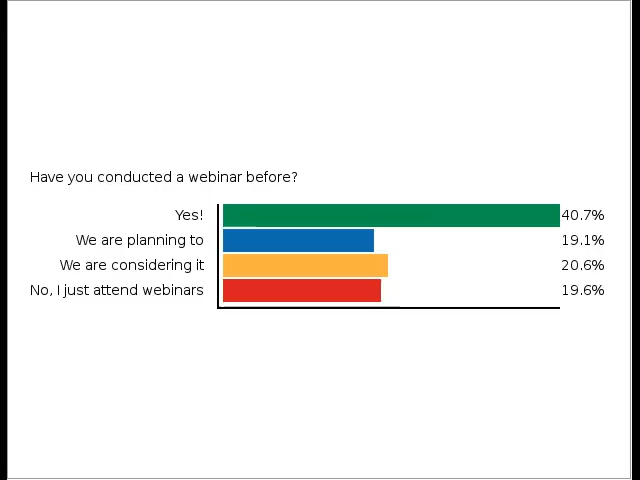 Have you conducted a webinar before?
Yes! 40.7%
We are planning to 19.1%
We are considering it 20.6%
No, I just attend webinars 19.6%